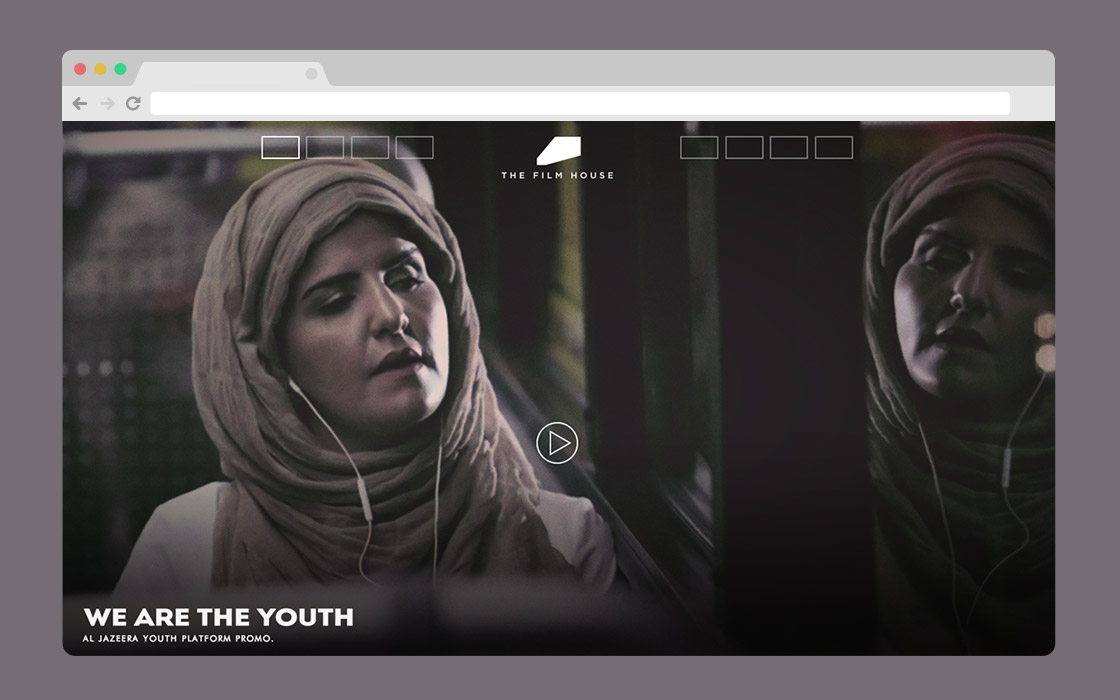 THE FILM HOUSE
WE ARE THE YOUTH
AL JAZEERA YOUTH PLATFORM PROMO.